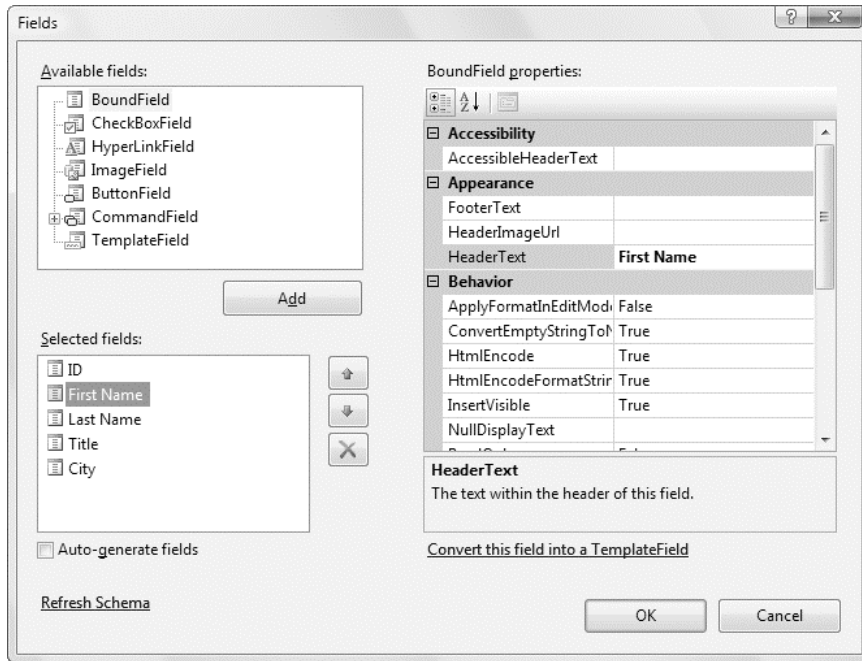 Fields
Available fields:
BoundField
CheckBoxField
HyperLinkField
ImageField
ButtonField
CommandField
TemplateField
Add
Selected fields:
ID
First Name
Last Name
Title
City
Auto-generate fields
Refresh Schema
BoundField properties:
Accessibility
AccessibleHeaderText
Appearance
FooterText
HeaderImageUrl
HeaderText First Name
Behavior
ApplyFormatInEditMod False
ConvertEmptyStringToN True
HtmlEncode True
HtmlEncodeFormatStrin True
InsertVisible True
NullDisplayText
HeaderText
The text within the header of this field.
Convert this field into a TemplateField
OK Cancel